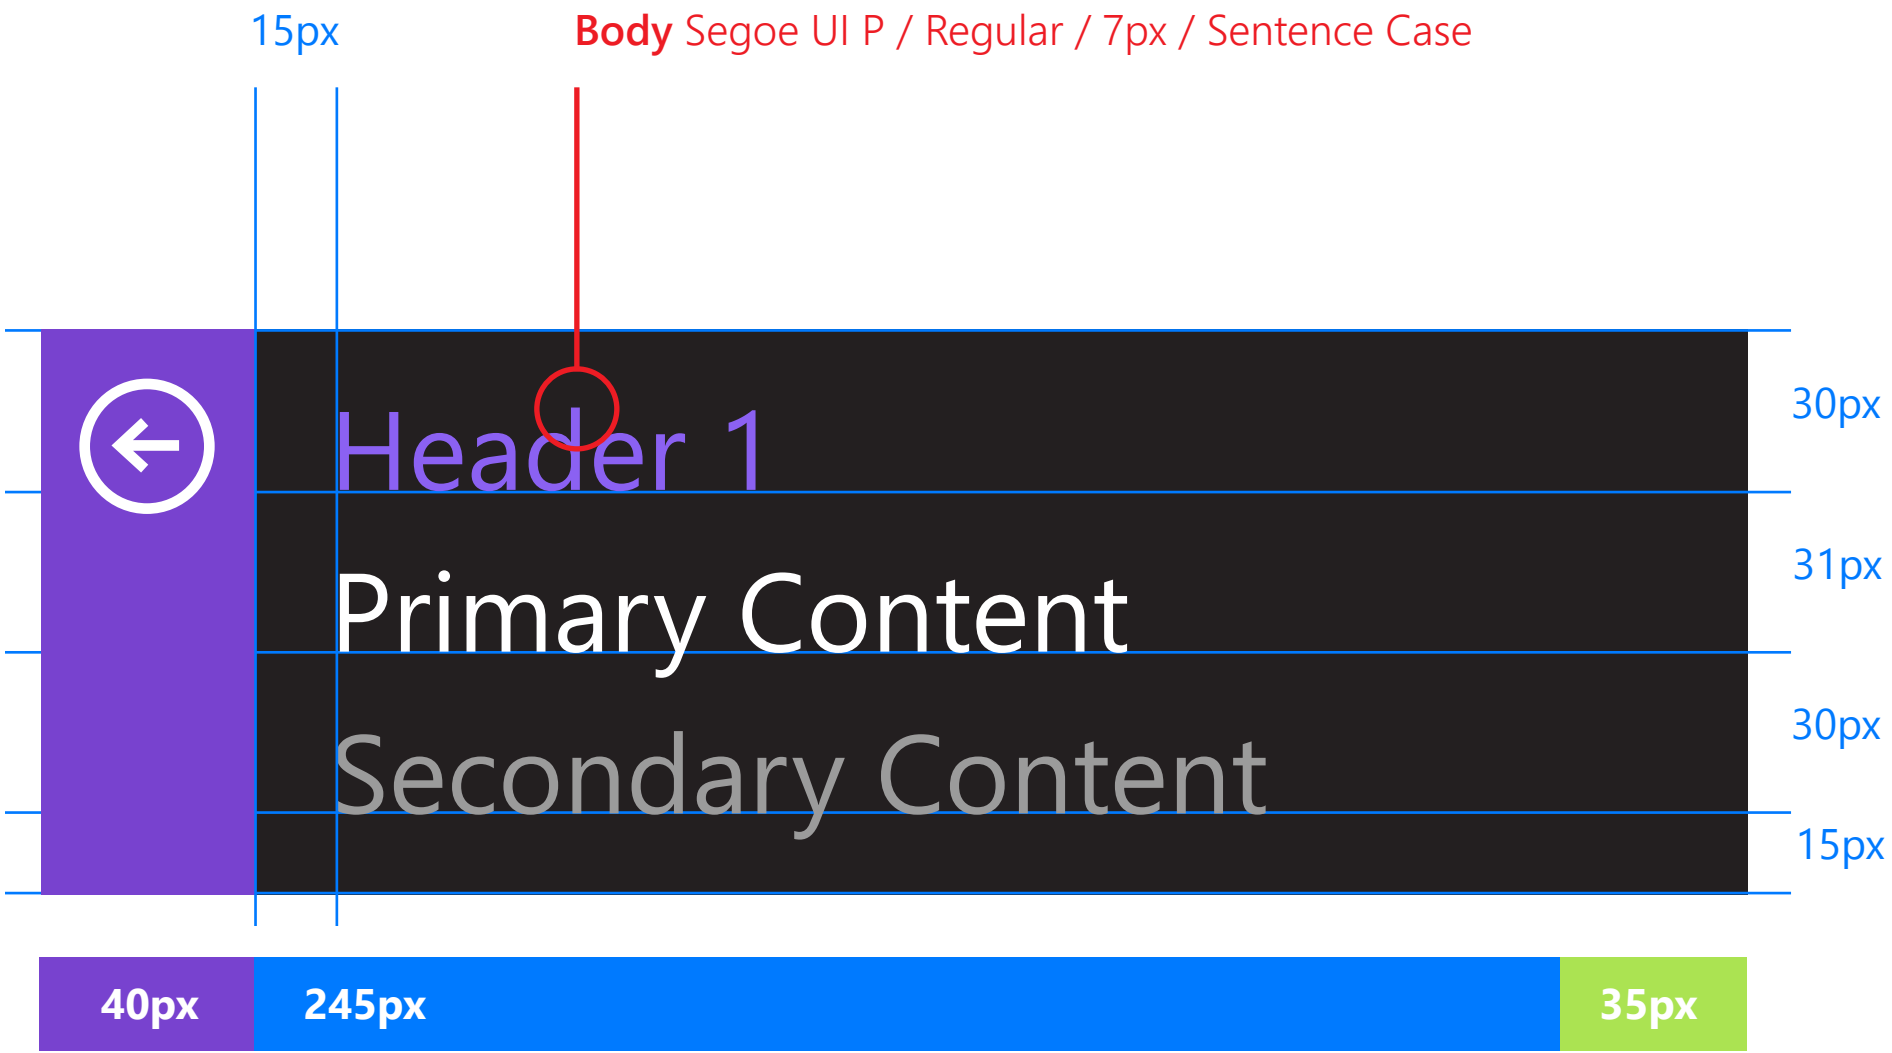 15px
Body Segoe UI P / Regular / 7px / Sentence Case
30px
Header 1
31px
Primary Content
30px
Secondary Content
15px
40px 245px 35px